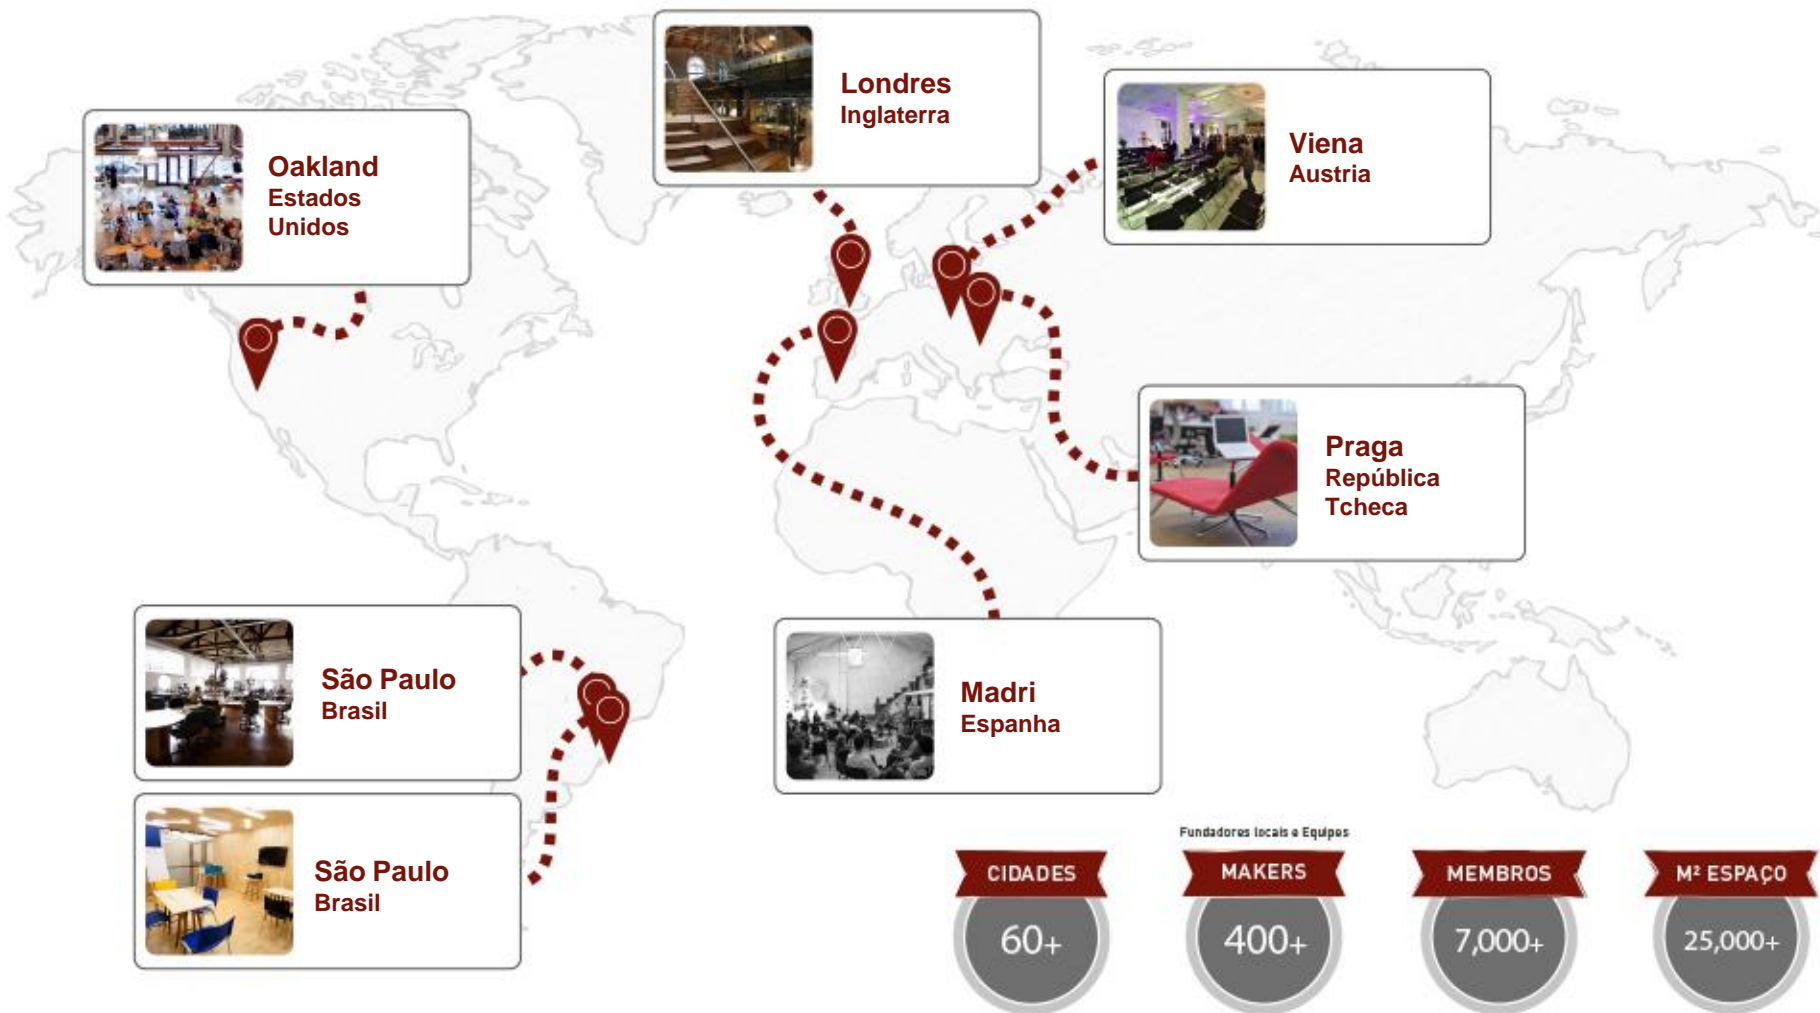 Londres
Inglaterra
Viena
Austria
Oakland
Estados
Unidos
Praga
República
Tcheca
São Paulo
Brasil
Madri
Espanha
São Paulo
Brasil
Fundadores locais e Equipes
CIDADES
MAKERS
MEMBROS
M² ESPAÇO
60+
400+
7,000+
25,000+